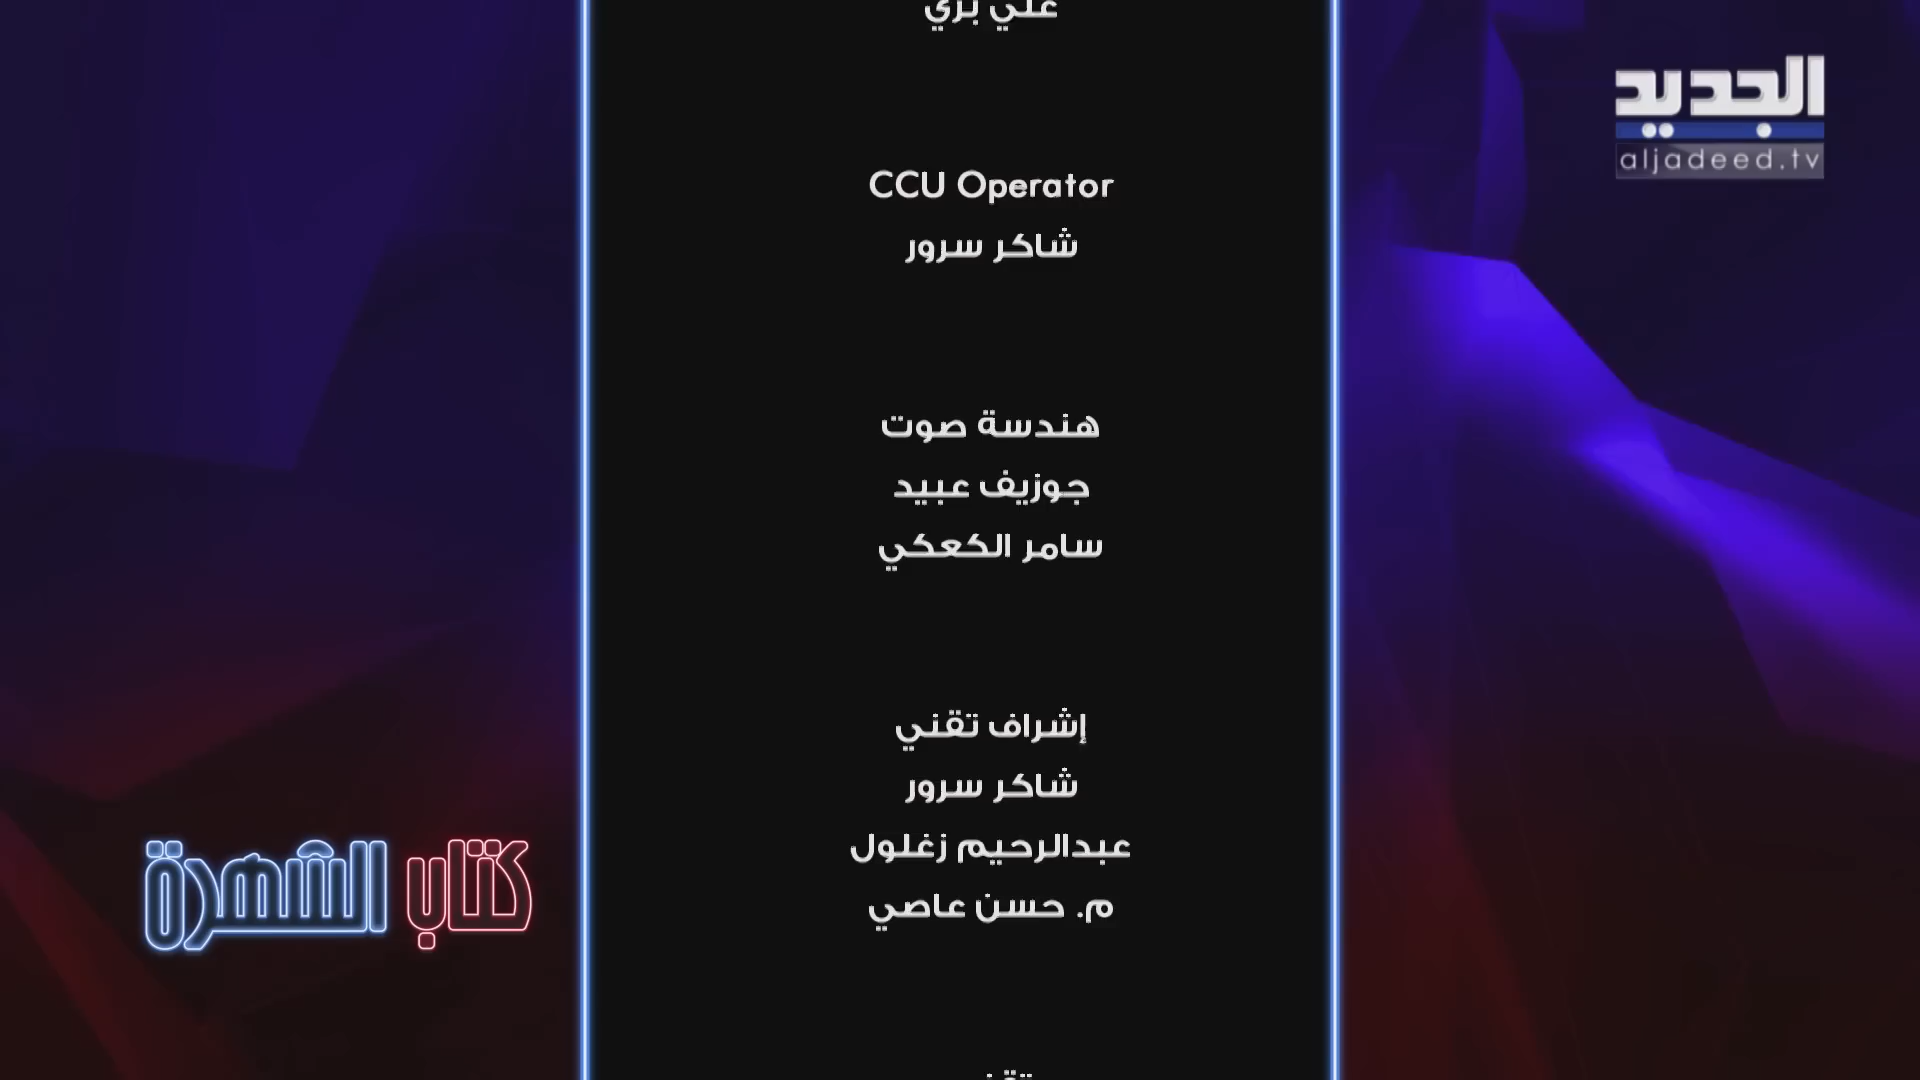 علي بري
الجديد
aljadeed.tv
CCU Operator
شاكر سرور
هندسة صوت
جوزيف عبيد
سامر الكعكي
إشراف تقني
شاكر سرور
عبدالرحيم زغلول
م. حسن عاصي
كتاب الشهرة